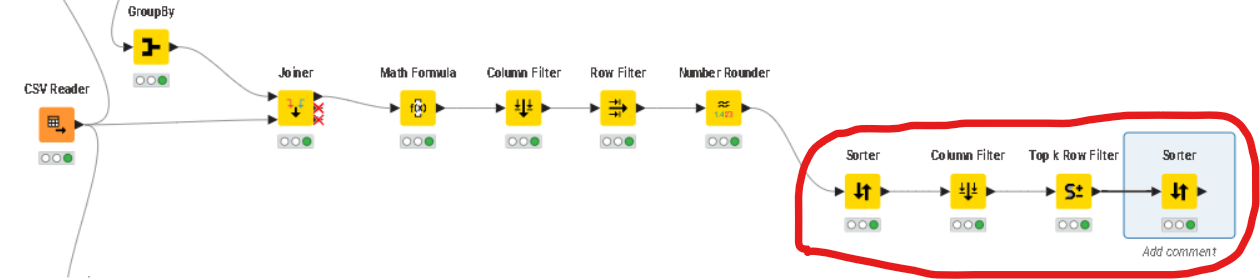 GroupBy
CSV Reader
Joiner
Math Formula
Column Filter
Row Filter
Number Rounder
f(x)
1.423
Sorter
Column Filter
Top k Row Filter
Sorter
S±
Add comment